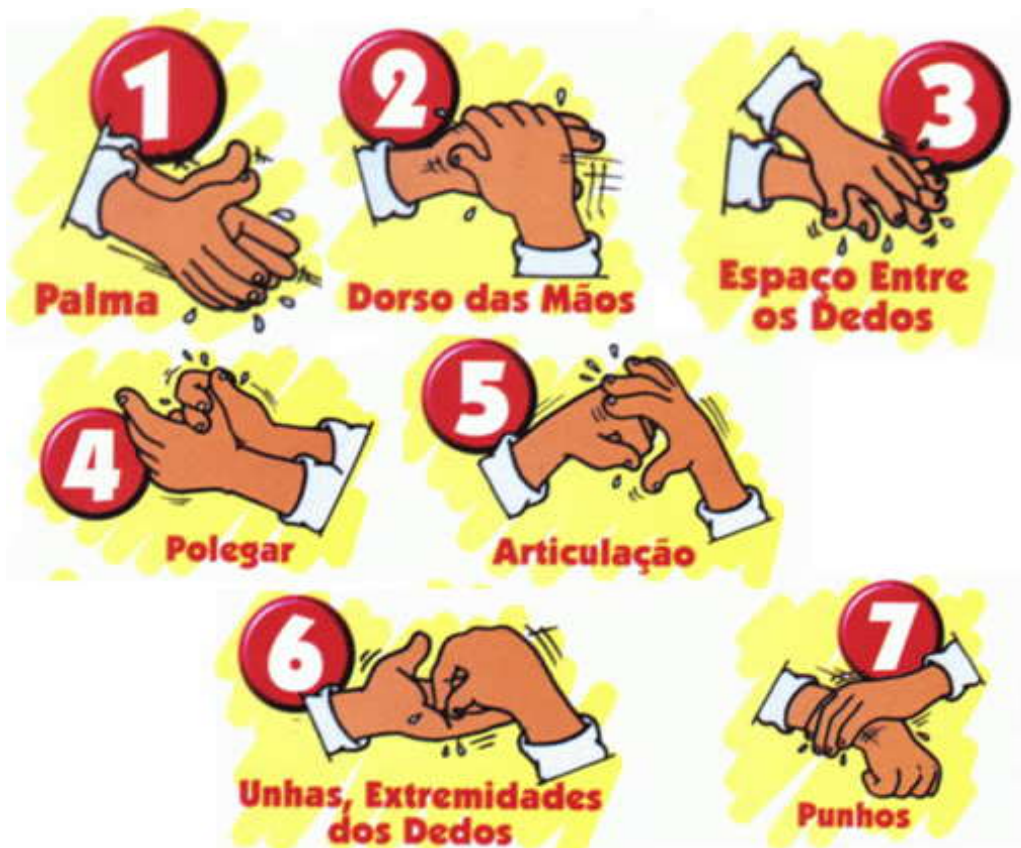 1
Palma
2
Dorso das Mãos
3
Espaço Entre
os Dedos
4
Polegar
5
Articulação
6
Unhas, Extremidades
dos Dedos
7
Punhos